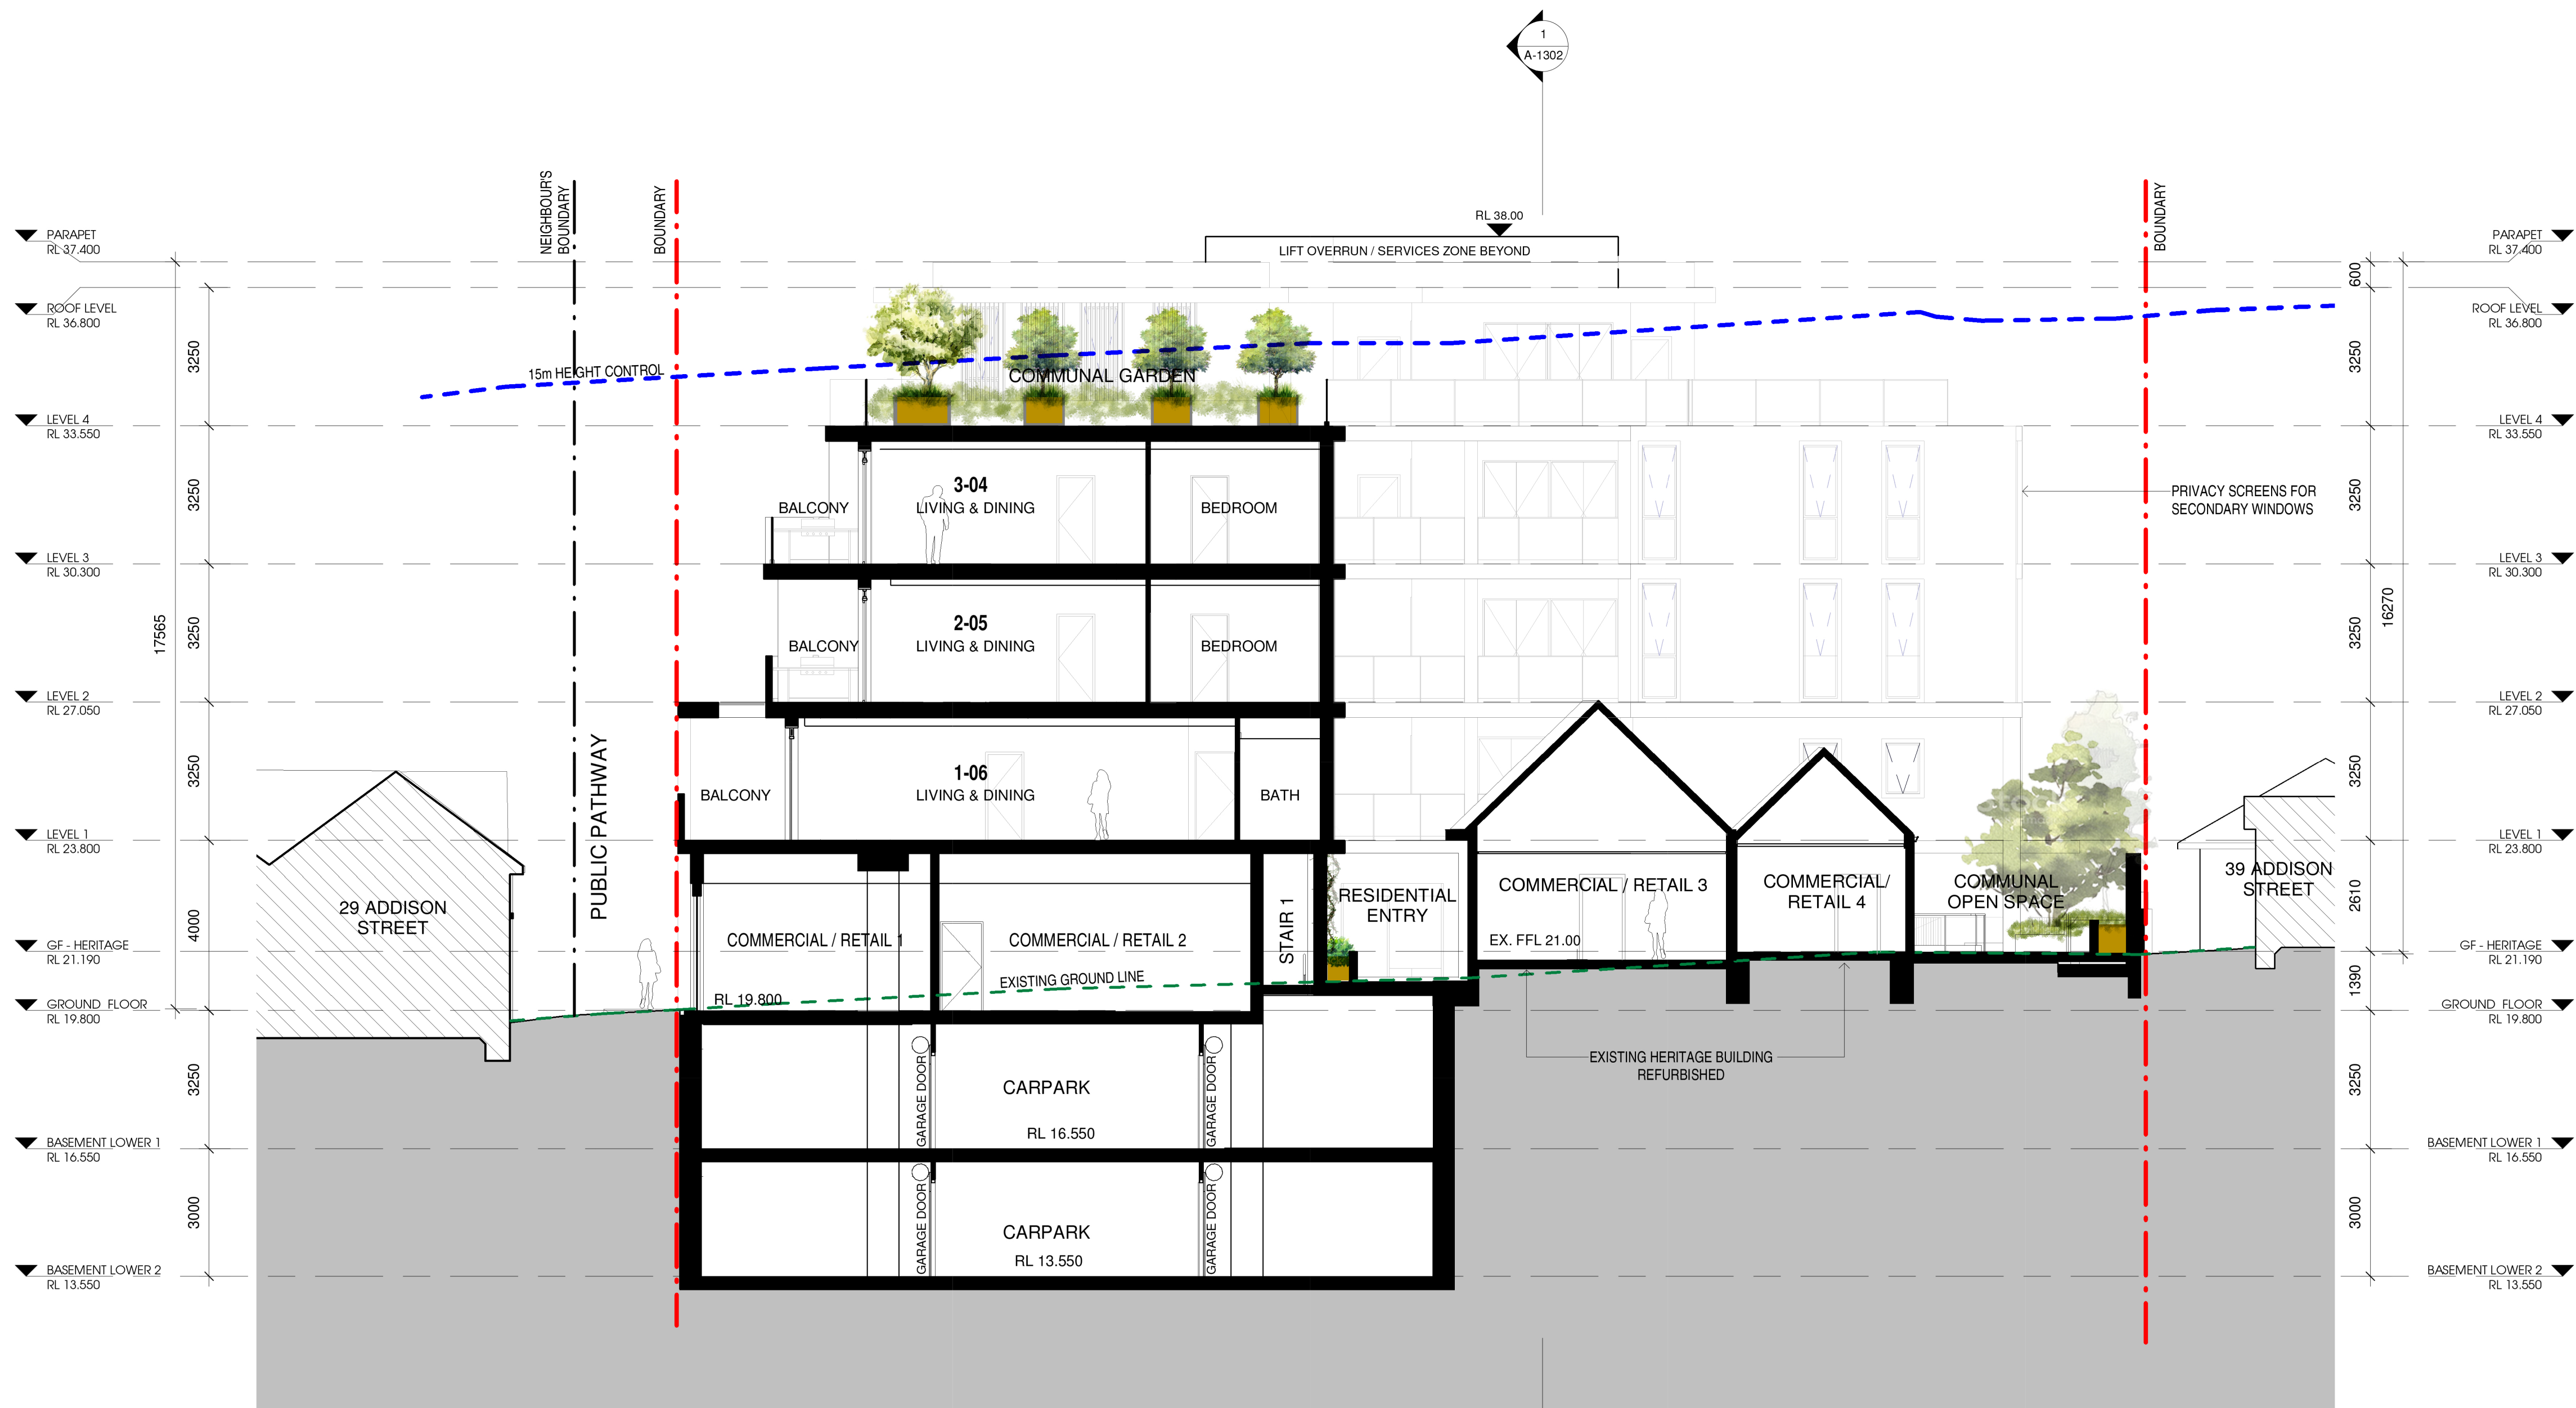 1
A-1302
NEIGHBOUR'S
BOUNDARY
BOUNDARY
BOUNDARY
RL 38.00
LIFT OVERRUN / SERVICES ZONE BEYOND
PARAPET
RL 37.400
ROOF LEVEL
RL 36.800
LEVEL 4
RL 33.550
LEVEL 3
RL 30.300
LEVEL 2
RL 27.050
LEVEL 1
RL 23.800
GF - HERITAGE
RL 21.190
GROUND FLOOR
RL 19.800
BASEMENT LOWER 1
RL 16.550
BASEMENT LOWER 2
RL 13.550
17565
3250
3250
3250
3250
4000
3250
3000
15m HEIGHT CONTROL
COMMUNAL GARDEN
3-04
BALCONY
LIVING & DINING
BEDROOM
2-05
BALCONY
LIVING & DINING
BEDROOM
1-06
BALCONY
LIVING & DINING
BATH
PUBLIC PATHWAY
29 ADDISON
STREET
COMMERCIAL / RETAIL 1
COMMERCIAL / RETAIL 2
STAIR 1
RL 19.800
EXISTING GROUND LINE
RESIDENTIAL
ENTRY
COMMERCIAL / RETAIL 3
EX. FFL 21.00
COMMERCIAL/
RETAIL 4
COMMUNAL
OPEN SPACE
39 ADDISON
STREET
PRIVACY SCREENS FOR
SECONDARY WINDOWS
EXISTING HERITAGE BUILDING
REFURBISHED
GARAGE DOOR
CARPARK
RL 16.550
GARAGE DOOR
GARAGE DOOR
CARPARK
RL 13.550
GARAGE DOOR
600
3250
3250
3250
3250
2610
1390
3250
3000
16270
PARAPET
RL 37.400
ROOF LEVEL
RL 36.800
LEVEL 4
RL 33.550
LEVEL 3
RL 30.300
LEVEL 2
RL 27.050
LEVEL 1
RL 23.800
GF - HERITAGE
RL 21.190
GROUND FLOOR
RL 19.800
BASEMENT LOWER 1
RL 16.550
BASEMENT LOWER 2
RL 13.550